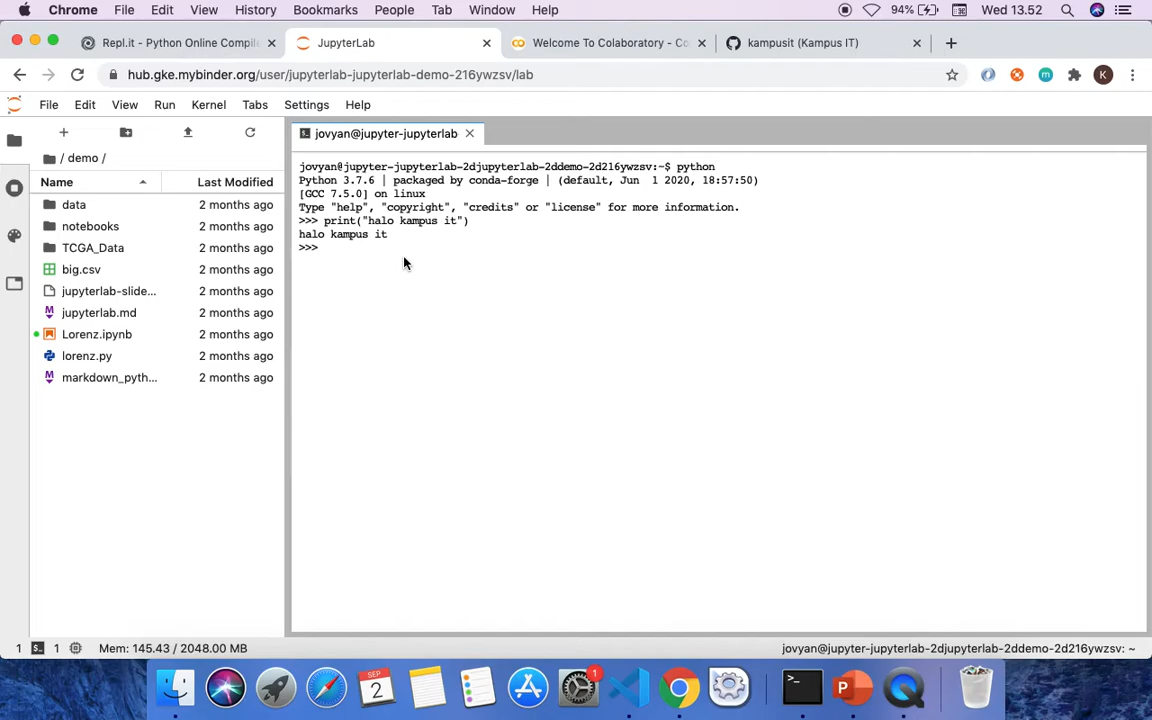 Chrome File Edit View History Bookmarks People Tab Window Help 94% Wed 13.52
Repl.it - Python Online Compile
JupyterLab
Welcome To Colaboratory - Co
kampusit (Kampus IT)
hub.gke.mybinder.org/user/jupyterlab-jupyterlab-demo-216ywzsv/lab
K
File Edit View Run Kernel Tabs Settings Help
jovyan@jupyter-jupyterlab
/ demo /
Name Last Modified
data 2 months ago
notebooks 2 months ago
TCGA_Data 2 months ago
big.csv 2 months ago
jupyterlab-slide... 2 months ago
jupyterlab.md 2 months ago
Lorenz.ipynb 2 months ago
lorenz.py 2 months ago
markdown_pyth... 2 months ago
jovyan@jupyter-jupyterlab-2djupyterlab-2ddemo-2d216ywzsv:~$ python
Python 3.7.6 | packaged by conda-forge | (default, Jun  1 2020, 18:57:50)
[GCC 7.5.0] on linux
Type "help", "copyright", "credits" or "license" for more information.
>>> print("halo kampus it")
halo kampus it
>>>
1 1 Mem: 145.43 / 2048.00 MB
jovyan@jupyter-jupyterlab-2djupyterlab-2ddemo-2d216ywzsv: ~
SEP
2
1